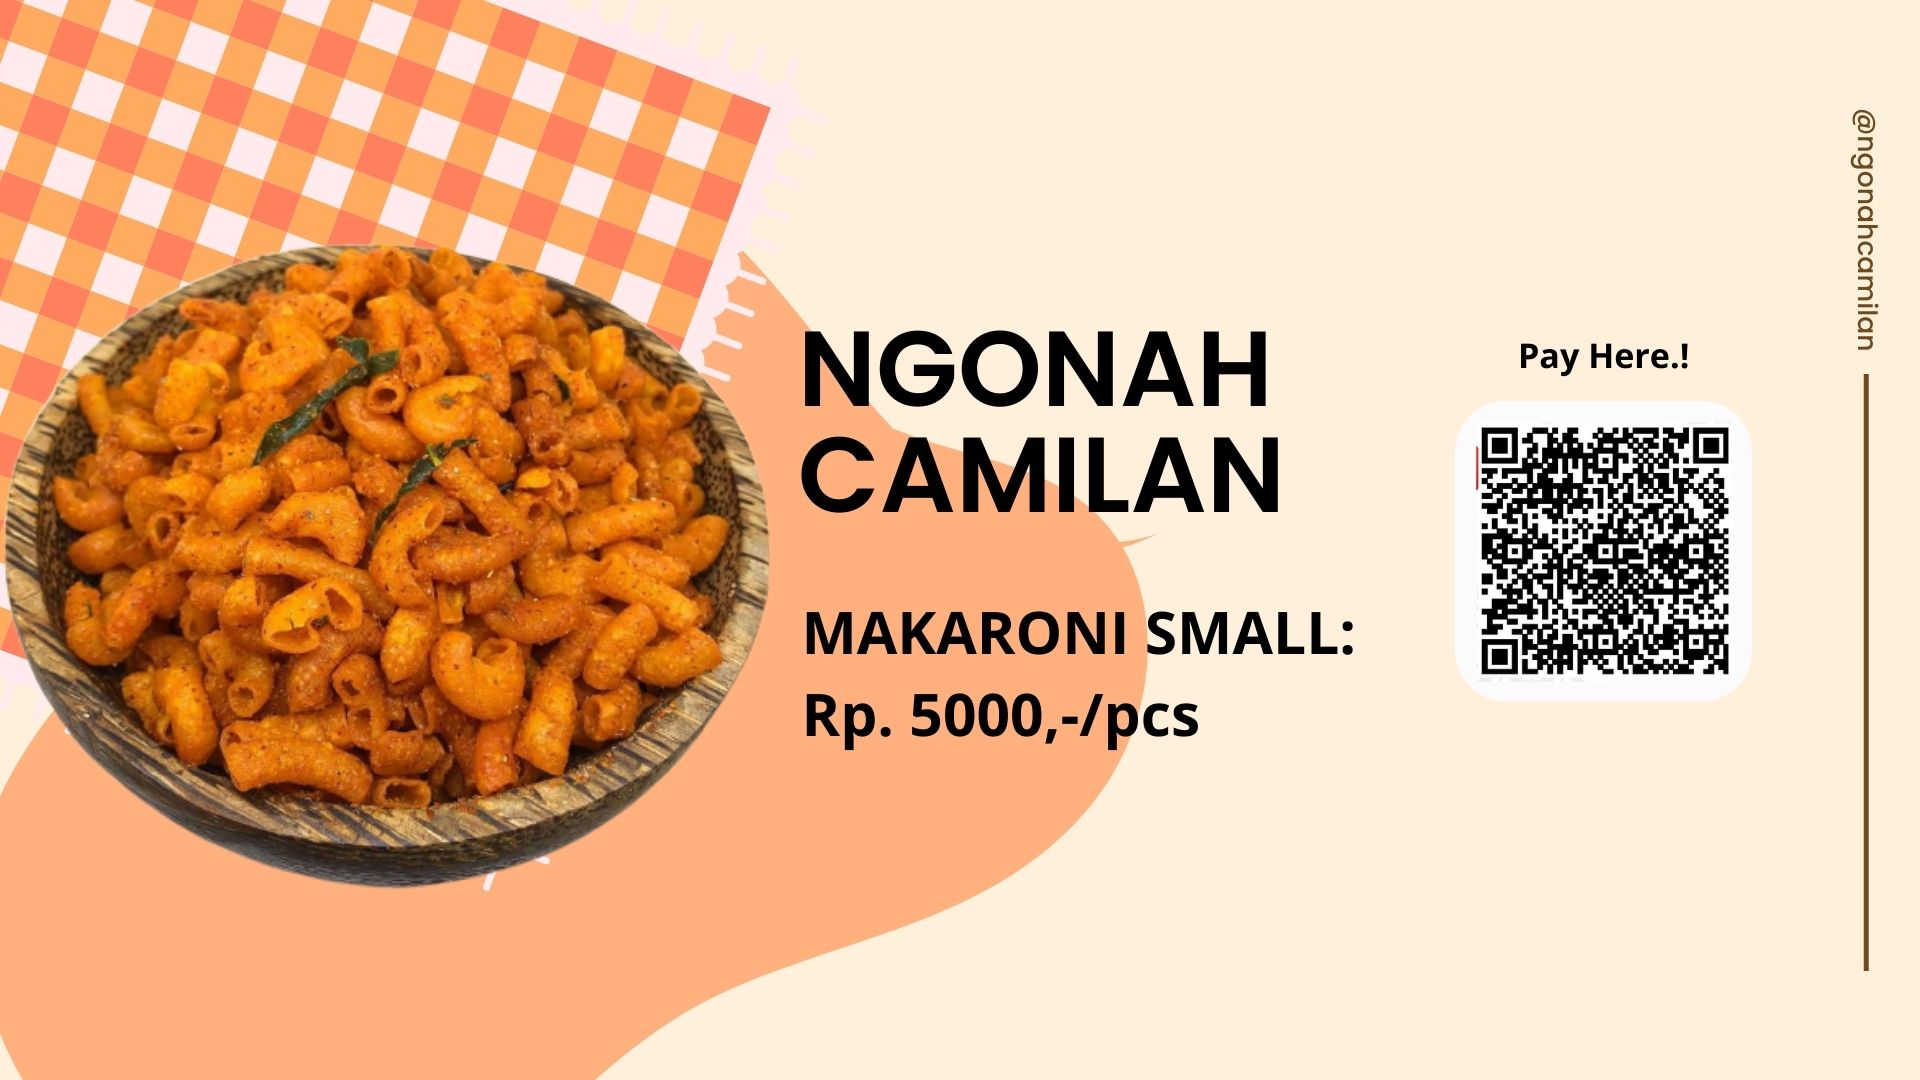 NGONAH
CAMILAN
MAKARONI SMALL:
Rp. 5000,-/pcs
Pay Here.!
@ngonahcamilan